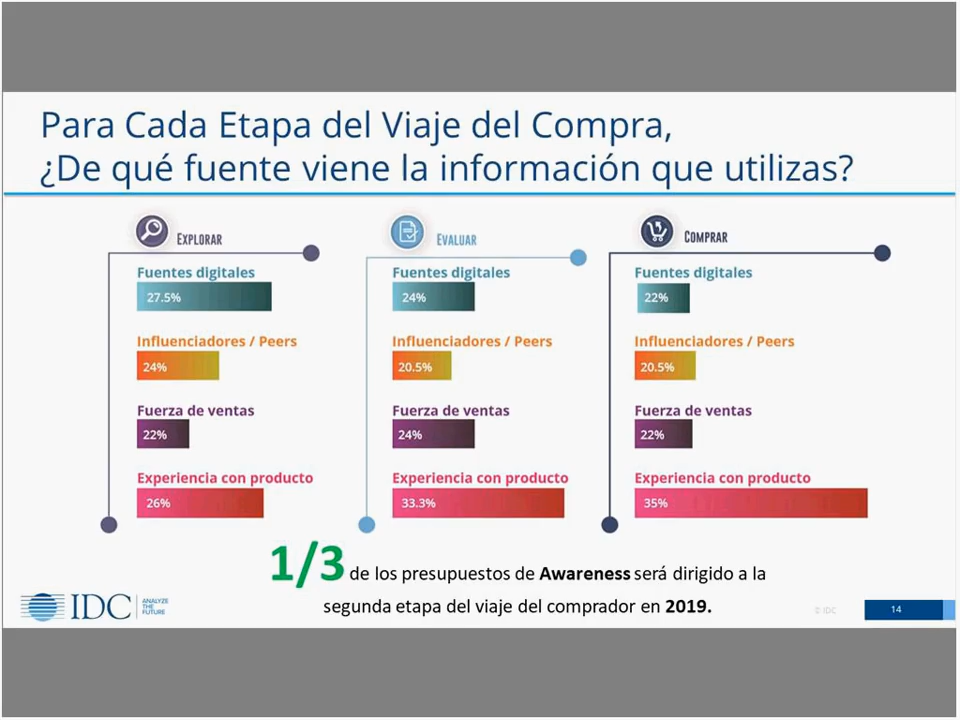 Para Cada Etapa del Viaje del Compra,
¿De qué fuente viene la información que utilizas?
EXPLORAR
Fuentes digitales
27.5%
Influenciadores / Peers
24%
Fuerza de ventas
22%
Experiencia con producto
26%
EVALUAR
Fuentes digitales
24%
Influenciadores / Peers
20.5%
Fuerza de ventas
24%
Experiencia con producto
33.3%
COMPRAR
Fuentes digitales
22%
Influenciadores / Peers
20.5%
Fuerza de ventas
22%
Experiencia con producto
35%
1/3 de los presupuestos de Awareness será dirigido a la
segunda etapa del viaje del comprador en 2019.
IDC
ANALYZE
THE
FUTURE
© IDC
14